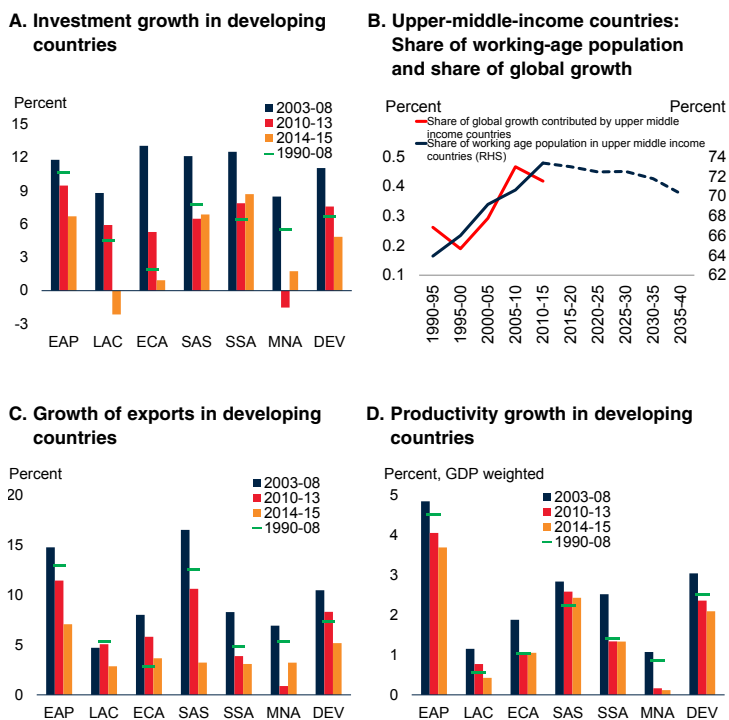 A. Investment growth in developing
countries
Percent
2003-08
2010-13
2014-15
1990-08
15
12
9
6
3
0
-3
EAP LAC ECA SAS SSA MNA DEV
B. Upper-middle-income countries:
Share of working-age population
and share of global growth
Percent Percent
Share of global growth contributed by upper middle
income countries
Share of working age population in upper middle income
countries (RHS)
0.5 74
0.4 72
0.3 70
0.2 68
0.1 66
64
62
1990-95 1995-00 2000-05 2005-10 2010-15 2015-20 2020-25 2025-30 2030-35 2035-40
C. Growth of exports in developing
countries
Percent
2003-08
2010-13
2014-15
1990-08
20
15
10
5
0
EAP LAC ECA SAS SSA MNA DEV
D. Productivity growth in developing
countries
Percent, GDP weighted
2003-08
2010-13
2014-15
1990-08
5
4
3
2
1
0
EAP LAC ECA SAS SSA MNA DEV